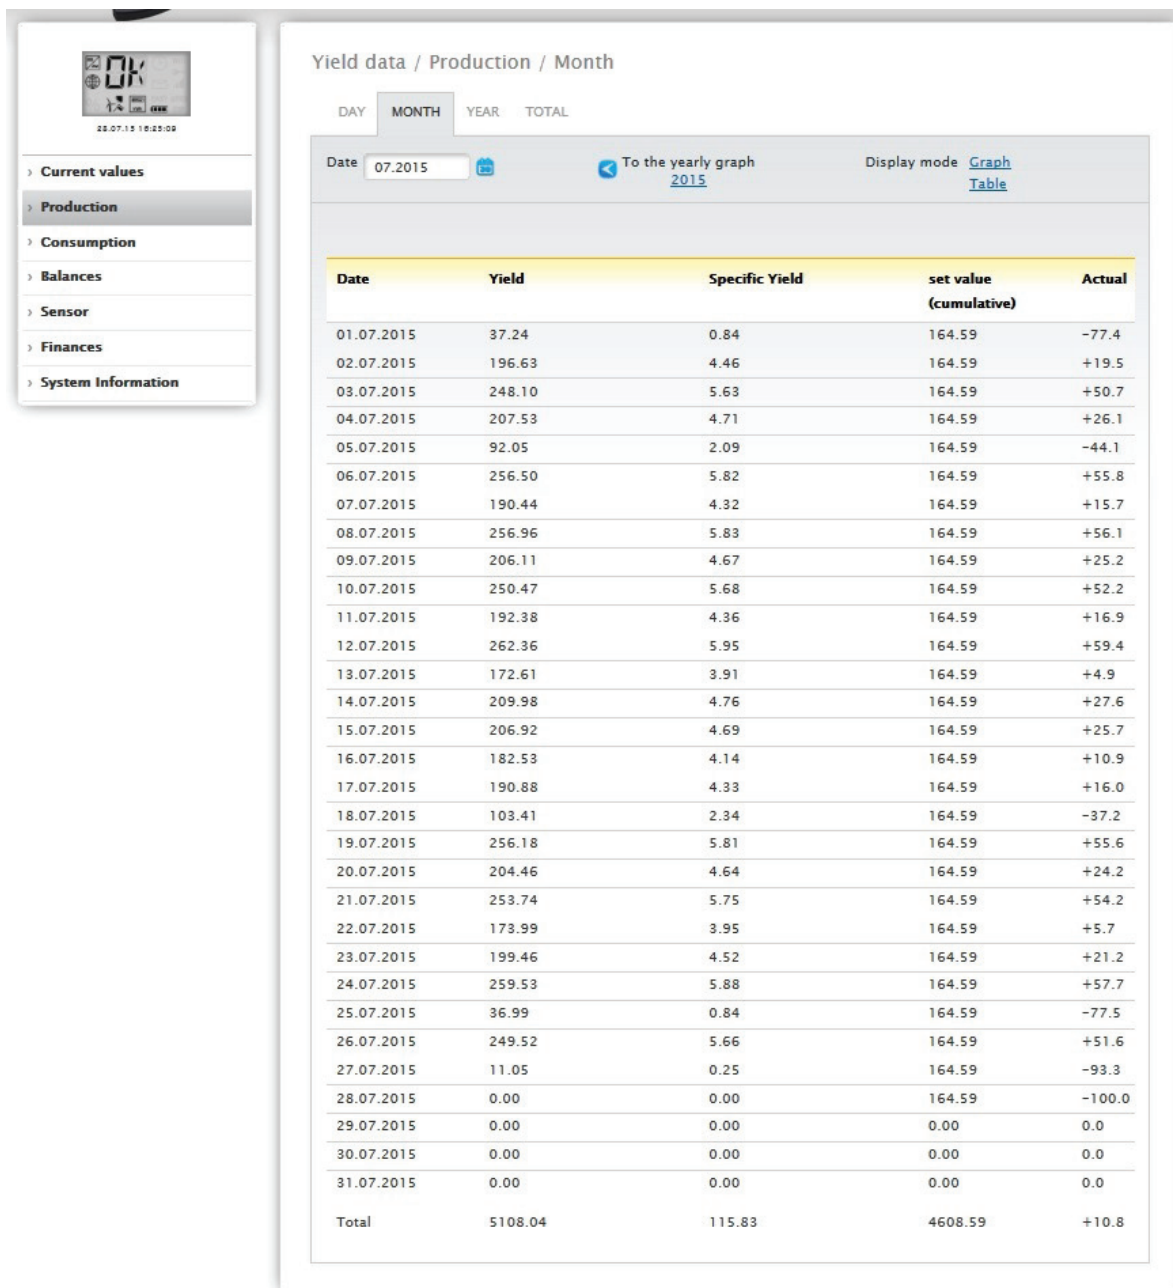 OK
28.07.15 16:25:09
Current values
Production
Consumption
Balances
Sensor
Finances
System Information
Yield data / Production / Month
DAY MONTH YEAR TOTAL
Date 07.2015 To the yearly graph Display mode Graph
2015 Table
Date Yield Specific Yield set value Actual
(cumulative)
01.07.2015 37.24 0.84 164.59 -77.4
02.07.2015 196.63 4.46 164.59 +19.5
03.07.2015 248.10 5.63 164.59 +50.7
04.07.2015 207.53 4.71 164.59 +26.1
05.07.2015 92.05 2.09 164.59 -44.1
06.07.2015 256.50 5.82 164.59 +55.8
07.07.2015 190.44 4.32 164.59 +15.7
08.07.2015 256.96 5.83 164.59 +56.1
09.07.2015 206.11 4.67 164.59 +25.2
10.07.2015 250.47 5.68 164.59 +52.2
11.07.2015 192.38 4.36 164.59 +16.9
12.07.2015 262.36 5.95 164.59 +59.4
13.07.2015 172.61 3.91 164.59 +4.9
14.07.2015 209.98 4.76 164.59 +27.6
15.07.2015 206.92 4.69 164.59 +25.7
16.07.2015 182.53 4.14 164.59 +10.9
17.07.2015 190.88 4.33 164.59 +16.0
18.07.2015 103.41 2.34 164.59 -37.2
19.07.2015 256.18 5.81 164.59 +55.6
20.07.2015 204.46 4.64 164.59 +24.2
21.07.2015 253.74 5.75 164.59 +54.2
22.07.2015 173.99 3.95 164.59 +5.7
23.07.2015 199.46 4.52 164.59 +21.2
24.07.2015 259.53 5.88 164.59 +57.7
25.07.2015 36.99 0.84 164.59 -77.5
26.07.2015 249.52 5.66 164.59 +51.6
27.07.2015 11.05 0.25 164.59 -93.3
28.07.2015 0.00 0.00 164.59 -100.0
29.07.2015 0.00 0.00 0.00 0.0
30.07.2015 0.00 0.00 0.00 0.0
31.07.2015 0.00 0.00 0.00 0.0
Total 5108.04 115.83 4608.59 +10.8